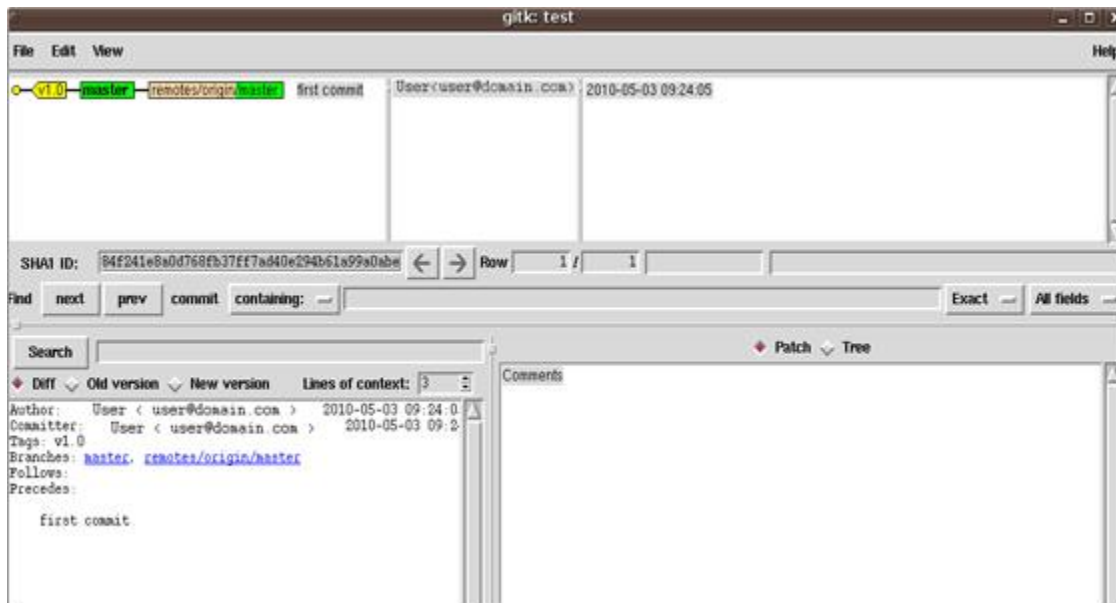 gitk: test
File Edit View Help
v1.0 master remotes/origin/master first commit User<user@domain.com> 2010-05-03 09:24:05
SHA1 ID: 84f241e8a0d768fb37ff7ad40e294b61a99a0abe Row 1 / 1
Find next prev commit containing: Exact All fields
Search
Patch Tree
Diff Old version New version Lines of context: 3
Comments
Author: User < user@domain.com > 2010-05-03 09:24:0
Committer: User < user@domain.com > 2010-05-03 09:2
Tags: v1.0
Branches: master, remotes/origin/master
Follows:
Precedes:
first commit